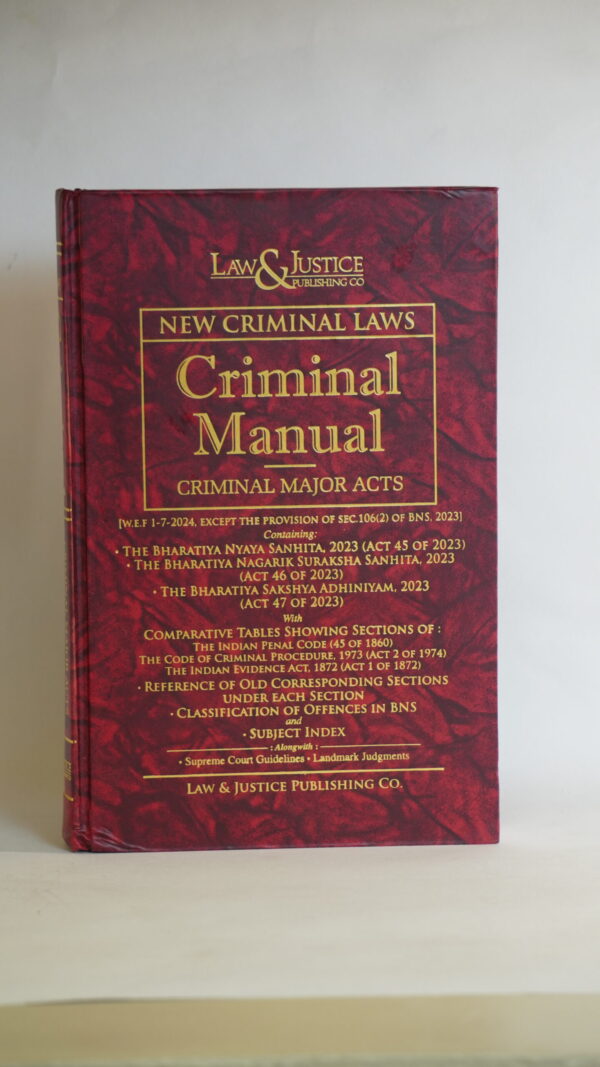 LAW & JUSTICE
PUBLISHING CO
NEW CRIMINAL LAWS
Criminal
Manual
CRIMINAL MAJOR ACTS
[W.E.F 1-7-2024, EXCEPT THE PROVISION OF SEC.106(2) OF BNS, 2023]
Containing:
• THE BHARATIYA NYAYA SANHITA, 2023 (ACT 45 OF 2023)
• THE BHARATIYA NAGARIK SURAKSHA SANHITA, 2023
(ACT 46 OF 2023)
• THE BHARATIYA SAKSHYA ADHINIYAM, 2023
(ACT 47 OF 2023)
With
COMPARATIVE TABLES SHOWING SECTIONS OF :
THE INDIAN PENAL CODE (45 OF 1860)
THE CODE OF CRIMINAL PROCEDURE, 1973 (ACT 2 OF 1974)
THE INDIAN EVIDENCE ACT, 1872 (ACT 1 OF 1872)
• REFERENCE OF OLD CORRESPONDING SECTIONS
UNDER EACH SECTION
• CLASSIFICATION OF OFFENCES IN BNS
and
• SUBJECT INDEX
: Alongwith :
• Supreme Court Guidelines • Landmark Judgments
LAW & JUSTICE PUBLISHING CO.